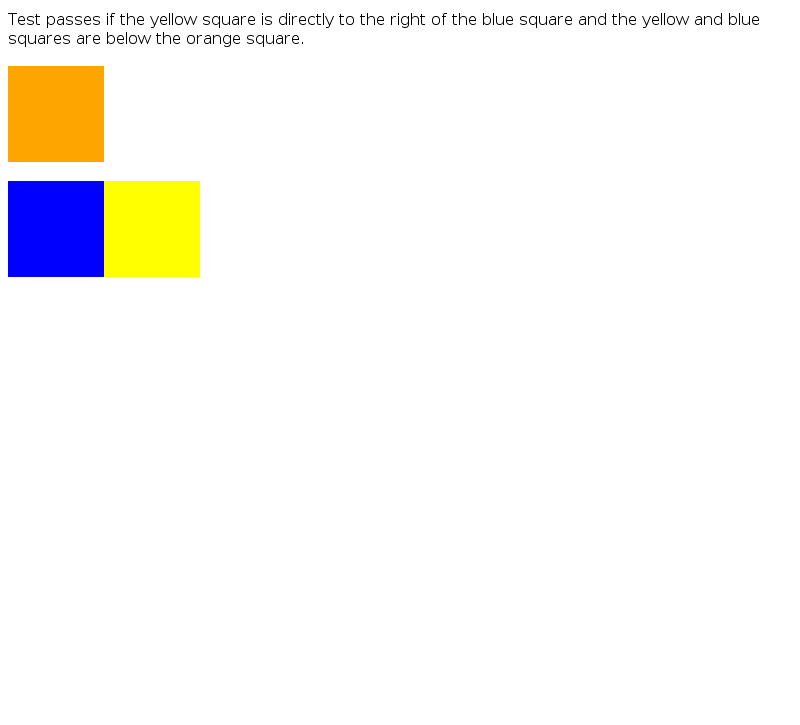 Test passes if the yellow square is directly to the right of the blue square and the yellow and blue
squares are below the orange square.